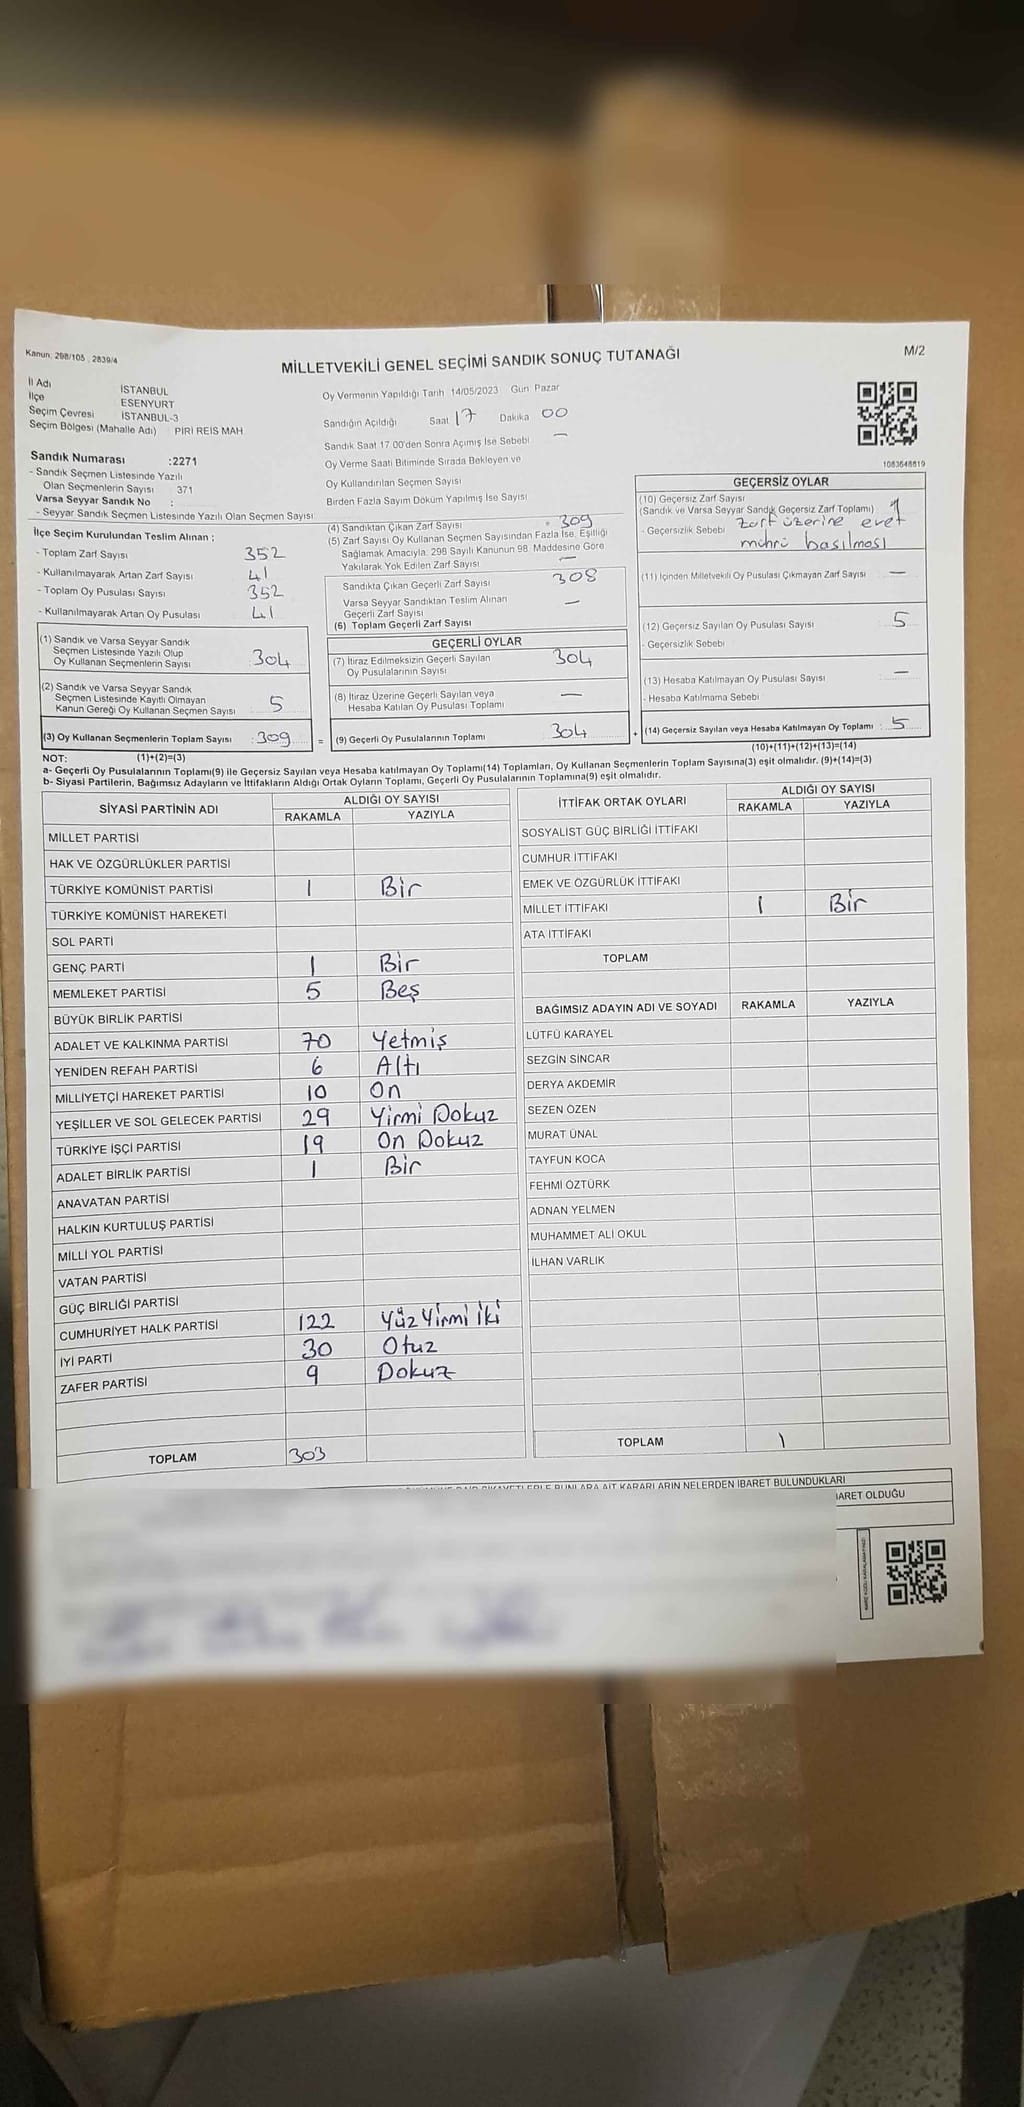 Kanun: 298/105 , 2839/4
MİLLETVEKİLİ GENEL SEÇİMİ SANDIK SONUÇ TUTANAĞI
M/2
İl Adı İSTANBUL
İlçe ESENYURT
Seçim Çevresi İSTANBUL-3
Seçim Bölgesi (Mahalle Adı) PİRİ REİS MAH
Sandık Numarası :2271
- Sandık Seçmen Listesinde Yazılı
Olan Seçmenlerin Sayısı 371
Varsa Seyyar Sandık No :
- Seyyar Sandık Seçmen Listesinde Yazılı Olan Seçmen Sayısı
Oy Vermenin Yapıldığı Tarih 14/05/2023 Gün Pazar
Sandığın Açıldığı Saat 17 Dakika 00
Sandık Saat 17.00'den Sonra Açımış İse Sebebi —
Oy Verme Saati Bitiminde Sırada Bekleyen ve
Oy Kullandırılan Seçmen Sayısı
Birden Fazla Sayım Döküm Yapılmış İse Sayısı
1083648819
İlçe Seçim Kurulundan Teslim Alınan ;
- Toplam Zarf Sayısı 352
- Kullanılmayarak Artan Zarf Sayısı 41
- Toplam Oy Pusulası Sayısı 352
- Kullanılmayarak Artan Oy Pusulası 41
(1) Sandık ve Varsa Seyyar Sandık
Seçmen Listesinde Yazılı Olup
Oy Kullanan Seçmenlerin Sayısı 304
(2) Sandık ve Varsa Seyyar Sandık
Seçmen Listesinde Kayıtlı Olmayan
Kanun Gereği Oy Kullanan Seçmen Sayısı 5
(3) Oy Kullanan Seçmenlerin Toplam Sayısı : 309 =
(4) Sandıktan Çıkan Zarf Sayısı 309
(5) Zarf Sayısı Oy Kullanan Seçmen Sayısından Fazla İse, Eşitliği
Sağlamak Amacıyla: 298 Sayılı Kanunun 98. Maddesine Göre
Yakılarak Yok Edilen Zarf Sayısı —
Sandıkta Çıkan Geçerli Zarf Sayısı 308
Varsa Seyyar Sandıktan Teslim Alınan
Geçerli Zarf Sayısı —
(6) Toplam Geçerli Zarf Sayısı
GEÇERLİ OYLAR
(7) İtiraz Edilmeksizin Geçerli Sayılan
Oy Pusulalarının Sayısı 304
(8) İtiraz Üzerine Geçerli Sayılan veya
Hesaba Katılan Oy Pusulası Toplamı —
(9) Geçerli Oy Pusulalarının Toplamı 304 +
GEÇERSİZ OYLAR
(10) Geçersiz Zarf Sayısı
(Sandık ve Varsa Seyyar Sandık Geçersiz Zarf Toplamı) 1
- Geçersizlik Sebebi zarf üzerine evet
mührü basılması
(11) İçinden Milletvekili Oy Pusulası Çıkmayan Zarf Sayısı —
(12) Geçersiz Sayılan Oy Pusulası Sayısı 5
- Geçersizlik Sebebi
(13) Hesaba Katılmayan Oy Pusulası Sayısı —
- Hesaba Katılmama Sebebi
(14) Geçersiz Sayılan veya Hesaba Katılmayan Oy Toplamı : 5
NOT: (1)+(2)=(3)
(10)+(11)+(12)+(13)=(14)
a- Geçerli Oy Pusulalarının Toplamı(9) ile Geçersiz Sayılan veya Hesaba katılmayan Oy Toplamı(14) Toplamları, Oy Kullanan Seçmenlerin Toplam Sayısına(3) eşit olmalıdır. (9)+(14)=(3)
b- Siyasi Partilerin, Bağımsız Adayların ve İttifakların Aldığı Ortak Oyların Toplamı, Geçerli Oy Pusulalarının Toplamına(9) eşit olmalıdır.
SİYASİ PARTİNİN ADI ALDIĞI OY SAYISI
RAKAMLA YAZIYLA
MİLLET PARTİSİ
HAK VE ÖZGÜRLÜKLER PARTİSİ
TÜRKİYE KOMÜNİST PARTİSİ 1 Bir
TÜRKİYE KOMÜNİST HAREKETİ
SOL PARTİ
GENÇ PARTİ 1 Bir
MEMLEKET PARTİSİ 5 Beş
BÜYÜK BİRLİK PARTİSİ
ADALET VE KALKINMA PARTİSİ 70 Yetmiş
YENİDEN REFAH PARTİSİ 6 Altı
MİLLİYETÇİ HAREKET PARTİSİ 10 On
YEŞİLLER VE SOL GELECEK PARTİSİ 29 Yirmi Dokuz
TÜRKİYE İŞÇİ PARTİSİ 19 On Dokuz
ADALET BİRLİK PARTİSİ 1 Bir
ANAVATAN PARTİSİ
HALKIN KURTULUŞ PARTİSİ
MİLLİ YOL PARTİSİ
VATAN PARTİSİ
GÜÇ BİRLİĞİ PARTİSİ
CUMHURİYET HALK PARTİSİ 122 Yüz Yirmi İki
İYİ PARTİ 30 Otuz
ZAFER PARTİSİ 9 Dokuz
TOPLAM 303
İTTİFAK ORTAK OYLARI ALDIĞI OY SAYISI
RAKAMLA YAZIYLA
SOSYALİST GÜÇ BİRLİĞİ İTTİFAKI
CUMHUR İTTİFAKI
EMEK VE ÖZGÜRLÜK İTTİFAKI
MİLLET İTTİFAKI 1 Bir
ATA İTTİFAKI
TOPLAM
BAĞIMSIZ ADAYIN ADI VE SOYADI RAKAMLA YAZIYLA
LÜTFÜ KARAYEL
SEZGİN SİNCAR
DERYA AKDEMİR
SEZEN ÖZEN
MURAT ÜNAL
TAYFUN KOCA
FEHMİ ÖZTÜRK
ADNAN YELMEN
MUHAMMET ALİ OKUL
İLHAN VARLIK
TOPLAM 1
BUNLARA AİT KARARLARIN NELERDEN İBARET BULUNDUKLARI
İBARET OLDUĞU